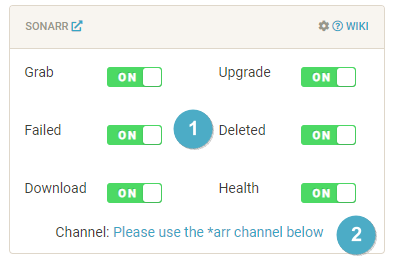 SONARR WIKI
Grab ON Upgrade ON
1
Failed ON Deleted ON
Download ON Health ON
Channel: Please use the *arr channel below 2